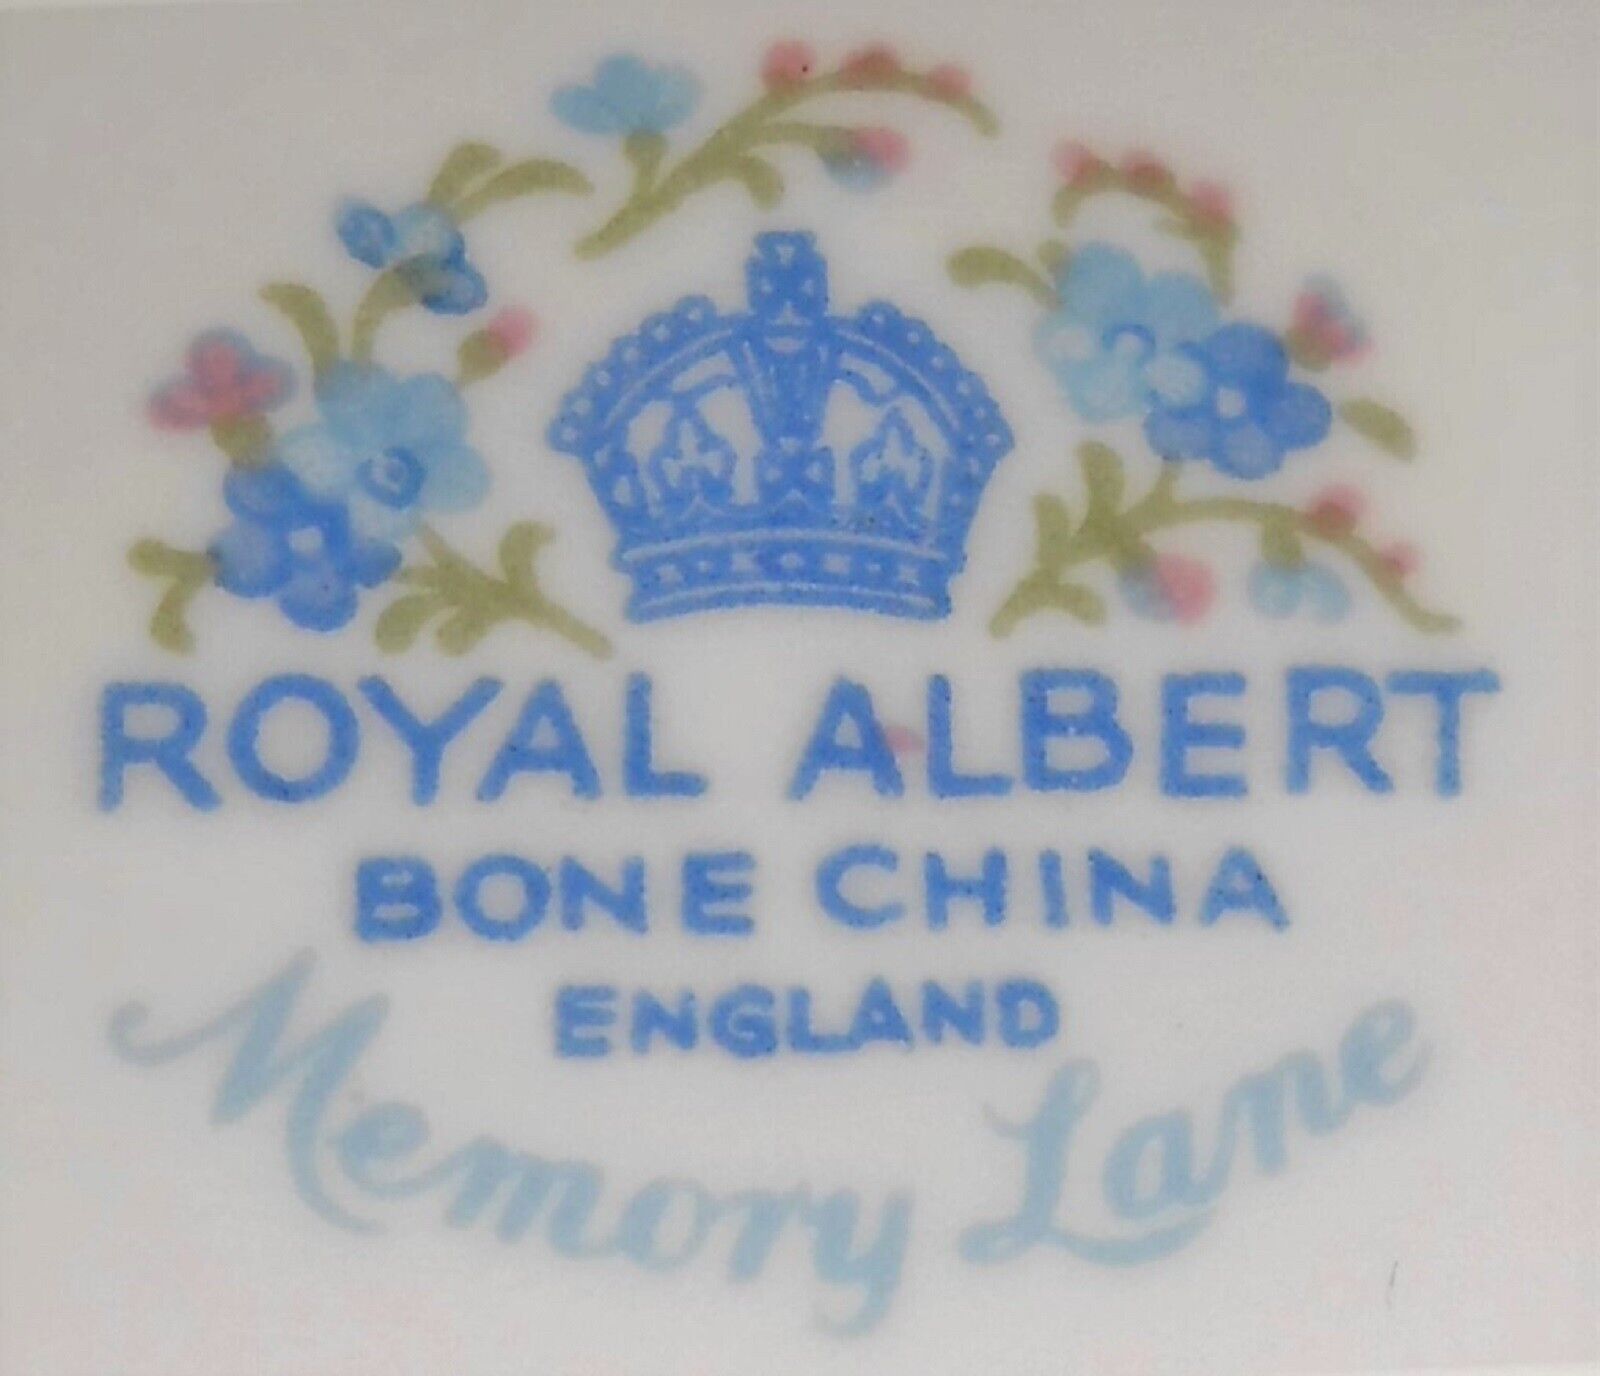 ROYAL ALBERT
BONE CHINA
ENGLAND
Memory Lane